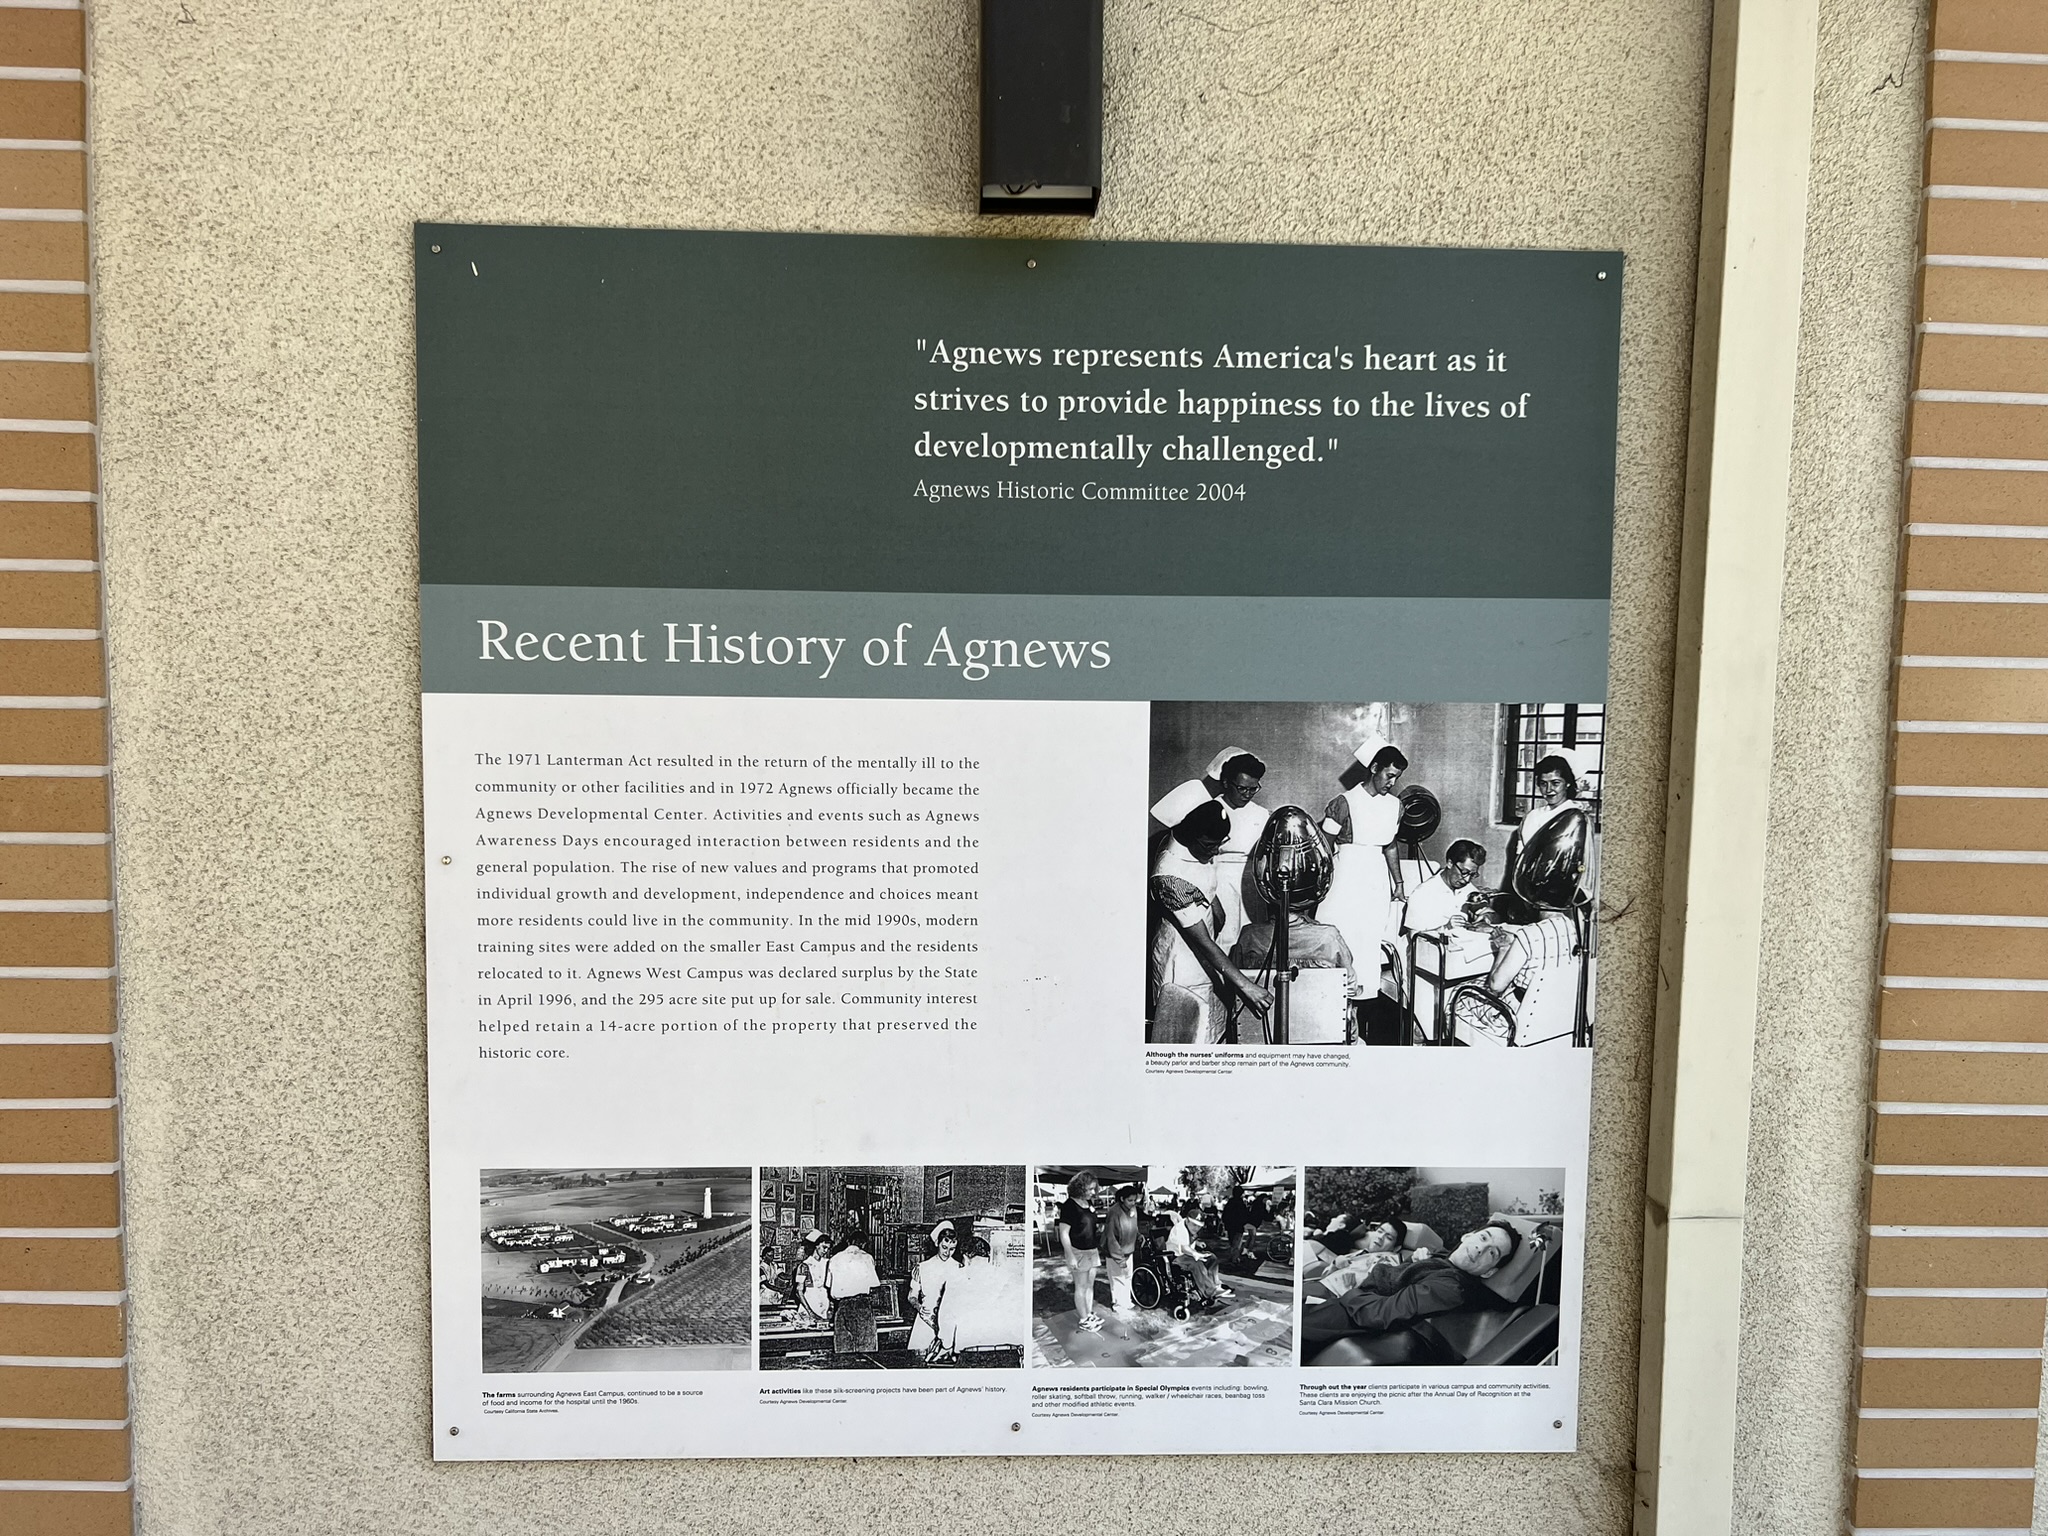 "Agnews represents America's heart as it
strives to provide happiness to the lives of
developmentally challenged."
Agnews Historic Committee 2004
Recent History of Agnews
The 1971 Lanterman Act resulted in the return of the mentally ill to the
community or other facilities and in 1972 Agnews officially became the
Agnews Developmental Center. Activities and events such as Agnews
Awareness Days encouraged interaction between residents and the
general population. The rise of new values and programs that promoted
individual growth and development, independence and choices meant
more residents could live in the community. In the mid 1990s, modern
training sites were added on the smaller East Campus and the residents
relocated to it. Agnews West Campus was declared surplus by the State
in April 1996, and the 295 acre site put up for sale. Community interest
helped retain a 14-acre portion of the property that preserved the
historic core.
Although the nurses' uniforms and equipment may have changed,
a beauty parlor and barber shop remain part of the Agnews community.
Courtesy Agnews Developmental Center
The farms surrounding Agnews East Campus, continued to be a source
of food and income for the hospital until the 1960s.
Courtesy California State Archives.
Art activities like these silk-screening projects have been part of Agnews' history.
Courtesy Agnews Developmental Center
Agnews residents participate in Special Olympics events including: bowling,
roller skating, softball throw, running, walker / wheelchair races, beanbag toss
and other modified athletic events.
Courtesy Agnews Developmental Center
Through out the year clients participate in various campus and community activities.
These clients are enjoying the picnic after the Annual Day of Recognition at the
Santa Clara Mission Church.
Courtesy Agnews Developmental Center